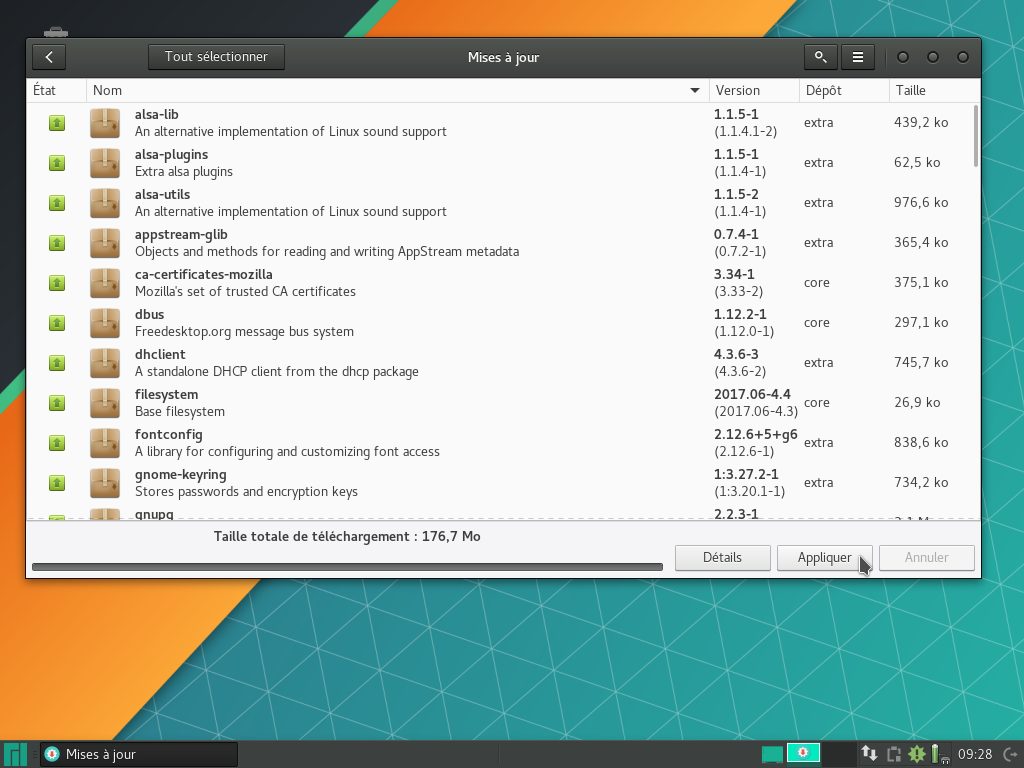 Tout sélectionner
Mises à jour
État Nom Version Dépôt Taille
alsa-lib 1.1.5-1
An alternative implementation of Linux sound support (1.1.4.1-2) extra 439,2 ko
alsa-plugins 1.1.5-1
Extra alsa plugins (1.1.4-1) extra 62,5 ko
alsa-utils 1.1.5-2
An alternative implementation of Linux sound support (1.1.4-1) extra 976,6 ko
appstream-glib 0.7.4-1
Objects and methods for reading and writing AppStream metadata (0.7.2-1) extra 365,4 ko
ca-certificates-mozilla 3.34-1
Mozilla's set of trusted CA certificates (3.33-2) core 375,1 ko
dbus 1.12.2-1
Freedesktop.org message bus system (1.12.0-1) core 297,1 ko
dhclient 4.3.6-3
A standalone DHCP client from the dhcp package (4.3.6-2) extra 745,7 ko
filesystem 2017.06-4.4
Base filesystem (2017.06-4.3) core 26,9 ko
fontconfig 2.12.6+5+g6
A library for configuring and customizing font access (2.12.6-1) extra 838,6 ko
gnome-keyring 1:3.27.2-1
Stores passwords and encryption keys (1:3.20.1-1) extra 734,2 ko
gnupg 2.2.3-1
Taille totale de téléchargement : 176,7 Mo
Détails Appliquer Annuler
Mises à jour 09:28